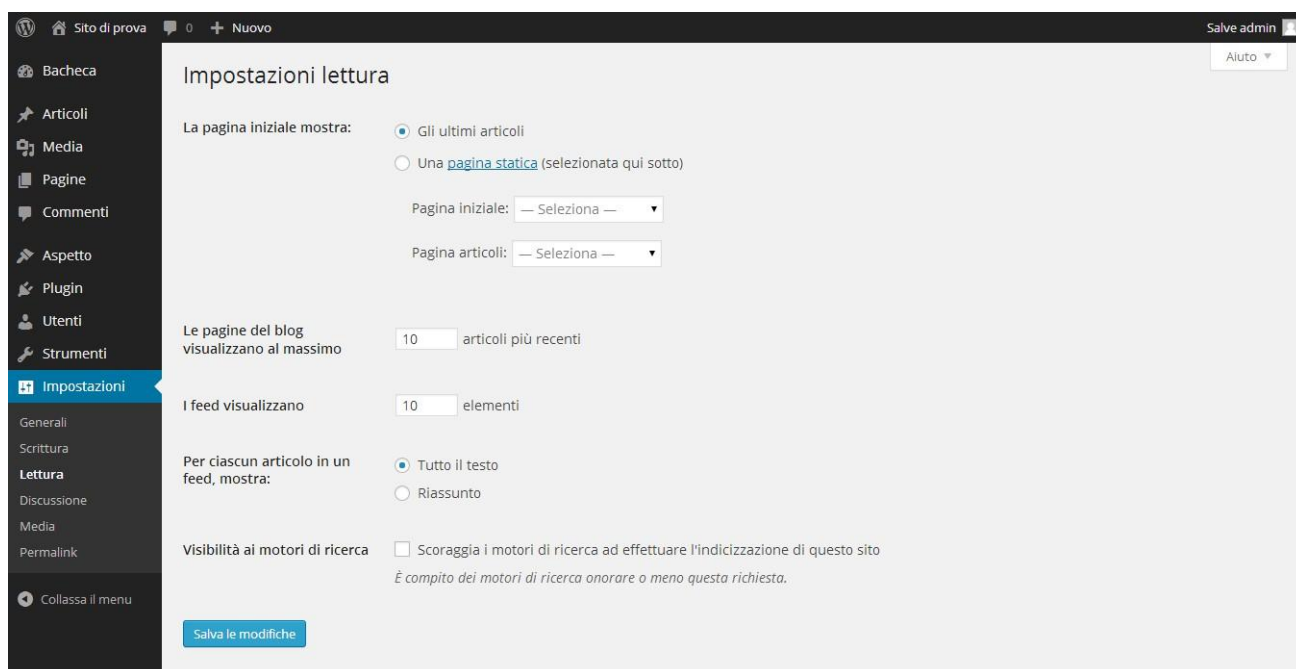 Sito di prova 0 Nuovo Salve admin
Aiuto
Bacheca
Articoli
Media
Pagine
Commenti
Aspetto
Plugin
Utenti
Strumenti
Impostazioni
Generali
Scrittura
Lettura
Discussione
Media
Permalink
Collassa il menu
Impostazioni lettura
La pagina iniziale mostra:
Gli ultimi articoli
Una pagina statica (selezionata qui sotto)
Pagina iniziale: — Seleziona —
Pagina articoli: — Seleziona —
Le pagine del blog
visualizzano al massimo
10 articoli più recenti
I feed visualizzano
10 elementi
Per ciascun articolo in un
feed, mostra:
Tutto il testo
Riassunto
Visibilità ai motori di ricerca
Scoraggia i motori di ricerca ad effettuare l'indicizzazione di questo sito
È compito dei motori di ricerca onorare o meno questa richiesta.
Salva le modifiche